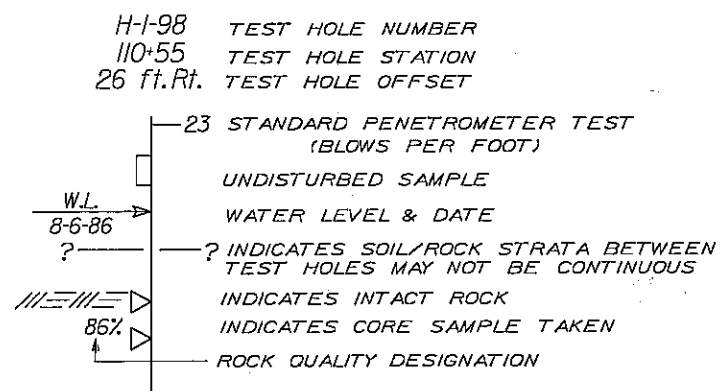 H-1-98 TEST HOLE NUMBER
110+55 TEST HOLE STATION
26 ft.Rt. TEST HOLE OFFSET
23 STANDARD PENETROMETER TEST
(BLOWS PER FOOT)
UNDISTURBED SAMPLE
W.L.
8-6-86 WATER LEVEL & DATE
? ? INDICATES SOIL/ROCK STRATA BETWEEN
TEST HOLES MAY NOT BE CONTINUOUS
INDICATES INTACT ROCK
86% INDICATES CORE SAMPLE TAKEN
ROCK QUALITY DESIGNATION